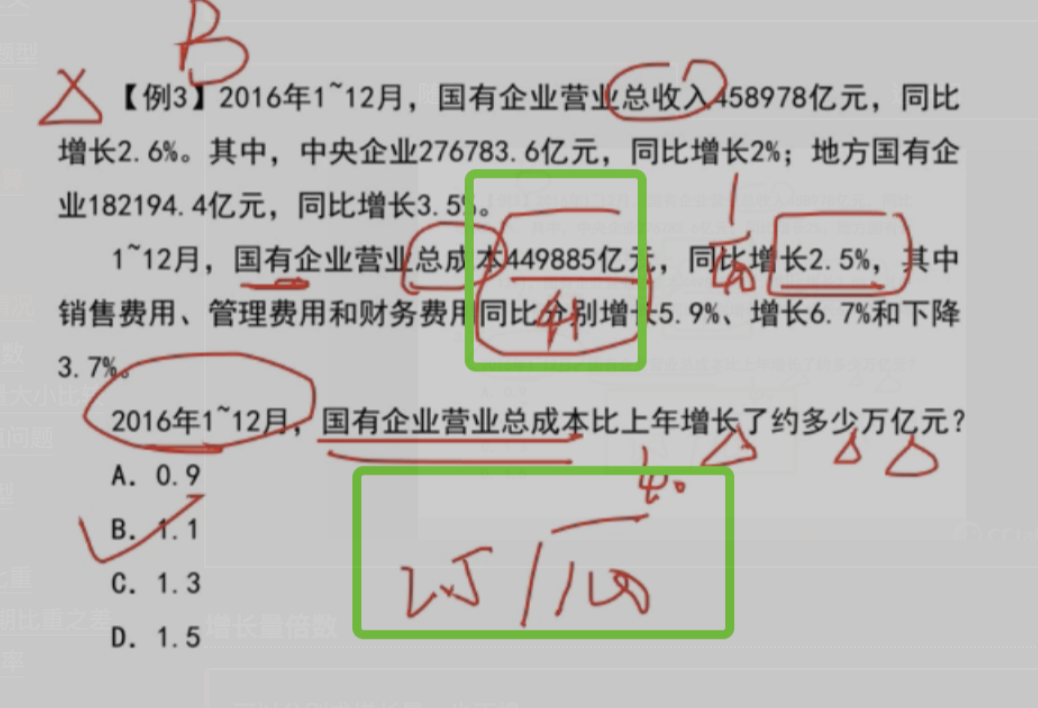 B
【例3】2016年1~12月，国有企业营业总收入458978亿元，同比
增长2.6%。其中，中央企业276783.6亿元，同比增长2%；地方国有企
业182194.4亿元，同比增长3.5%。
1~12月，国有企业营业总成本449885亿元，同比增长2.5%，其中
销售费用、管理费用和财务费用同比分别增长5.9%、增长6.7%和下降
3.7%。
2016年1~12月，国有企业营业总成本比上年增长了约多少万亿元？
A. 0.9
B. 1.1
C. 1.3
D. 1.5
2.5/100
增长量倍数